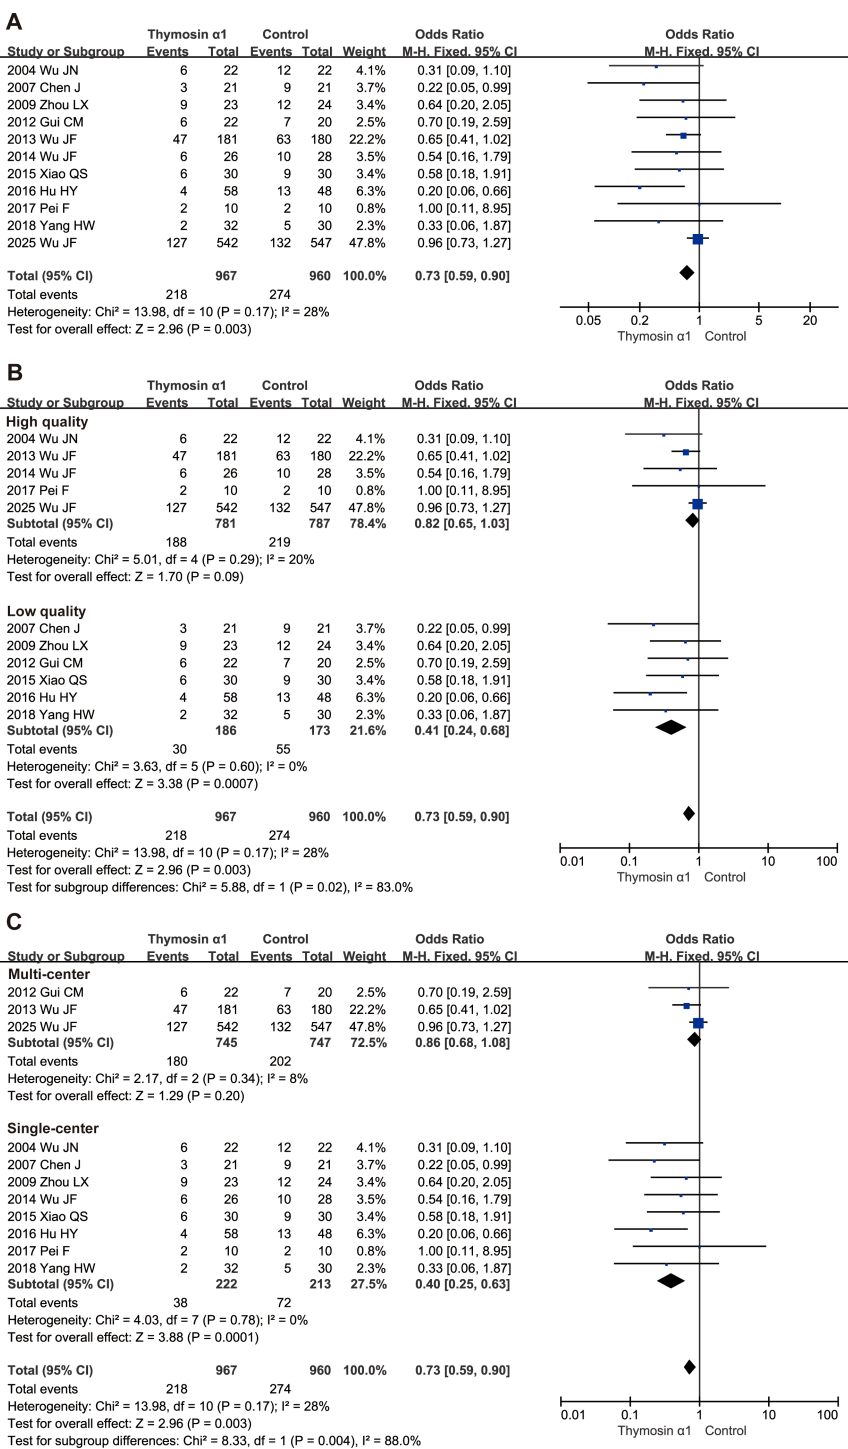 A
Thymosin α1 Control Odds Ratio Odds Ratio
Study or Subgroup Events Total Events Total Weight M-H. Fixed. 95% CI M-H. Fixed. 95% CI
2004 Wu JN 6 22 12 22 4.1% 0.31 [0.09, 1.10]
2007 Chen J 3 21 9 21 3.7% 0.22 [0.05, 0.99]
2009 Zhou LX 9 23 12 24 3.4% 0.64 [0.20, 2.05]
2012 Gui CM 6 22 7 20 2.5% 0.70 [0.19, 2.59]
2013 Wu JF 47 181 63 180 22.2% 0.65 [0.41, 1.02]
2014 Wu JF 6 26 10 28 3.5% 0.54 [0.16, 1.79]
2015 Xiao QS 6 30 9 30 3.4% 0.58 [0.18, 1.91]
2016 Hu HY 4 58 13 48 6.3% 0.20 [0.06, 0.66]
2017 Pei F 2 10 2 10 0.8% 1.00 [0.11, 8.95]
2018 Yang HW 2 32 5 30 2.3% 0.33 [0.06, 1.87]
2025 Wu JF 127 542 132 547 47.8% 0.96 [0.73, 1.27]
Total (95% CI) 967 960 100.0% 0.73 [0.59, 0.90]
Total events 218 274
Heterogeneity: Chi² = 13.98, df = 10 (P = 0.17); I² = 28%
Test for overall effect: Z = 2.96 (P = 0.003)
0.05 0.2 1 5 20
Thymosin α1 Control
B
Thymosin α1 Control Odds Ratio Odds Ratio
Study or Subgroup Events Total Events Total Weight M-H. Fixed. 95% CI M-H. Fixed. 95% CI
High quality
2004 Wu JN 6 22 12 22 4.1% 0.31 [0.09, 1.10]
2013 Wu JF 47 181 63 180 22.2% 0.65 [0.41, 1.02]
2014 Wu JF 6 26 10 28 3.5% 0.54 [0.16, 1.79]
2017 Pei F 2 10 2 10 0.8% 1.00 [0.11, 8.95]
2025 Wu JF 127 542 132 547 47.8% 0.96 [0.73, 1.27]
Subtotal (95% CI) 781 787 78.4% 0.82 [0.65, 1.03]
Total events 188 219
Heterogeneity: Chi² = 5.01, df = 4 (P = 0.29); I² = 20%
Test for overall effect: Z = 1.70 (P = 0.09)
Low quality
2007 Chen J 3 21 9 21 3.7% 0.22 [0.05, 0.99]
2009 Zhou LX 9 23 12 24 3.4% 0.64 [0.20, 2.05]
2012 Gui CM 6 22 7 20 2.5% 0.70 [0.19, 2.59]
2015 Xiao QS 6 30 9 30 3.4% 0.58 [0.18, 1.91]
2016 Hu HY 4 58 13 48 6.3% 0.20 [0.06, 0.66]
2018 Yang HW 2 32 5 30 2.3% 0.33 [0.06, 1.87]
Subtotal (95% CI) 186 173 21.6% 0.41 [0.24, 0.68]
Total events 30 55
Heterogeneity: Chi² = 3.63, df = 5 (P = 0.60); I² = 0%
Test for overall effect: Z = 3.38 (P = 0.0007)
Total (95% CI) 967 960 100.0% 0.73 [0.59, 0.90]
Total events 218 274
Heterogeneity: Chi² = 13.98, df = 10 (P = 0.17); I² = 28%
Test for overall effect: Z = 2.96 (P = 0.003)
Test for subgroup differences: Chi² = 5.88, df = 1 (P = 0.02), I² = 83.0%
0.01 0.1 1 10 100
Thymosin α1 Control
C
Thymosin α1 Control Odds Ratio Odds Ratio
Study or Subgroup Events Total Events Total Weight M-H. Fixed. 95% CI M-H. Fixed. 95% CI
Multi-center
2012 Gui CM 6 22 7 20 2.5% 0.70 [0.19, 2.59]
2013 Wu JF 47 181 63 180 22.2% 0.65 [0.41, 1.02]
2025 Wu JF 127 542 132 547 47.8% 0.96 [0.73, 1.27]
Subtotal (95% CI) 745 747 72.5% 0.86 [0.68, 1.08]
Total events 180 202
Heterogeneity: Chi² = 2.17, df = 2 (P = 0.34); I² = 8%
Test for overall effect: Z = 1.29 (P = 0.20)
Single-center
2004 Wu JN 6 22 12 22 4.1% 0.31 [0.09, 1.10]
2007 Chen J 3 21 9 21 3.7% 0.22 [0.05, 0.99]
2009 Zhou LX 9 23 12 24 3.4% 0.64 [0.20, 2.05]
2014 Wu JF 6 26 10 28 3.5% 0.54 [0.16, 1.79]
2015 Xiao QS 6 30 9 30 3.4% 0.58 [0.18, 1.91]
2016 Hu HY 4 58 13 48 6.3% 0.20 [0.06, 0.66]
2017 Pei F 2 10 2 10 0.8% 1.00 [0.11, 8.95]
2018 Yang HW 2 32 5 30 2.3% 0.33 [0.06, 1.87]
Subtotal (95% CI) 222 213 27.5% 0.40 [0.25, 0.63]
Total events 38 72
Heterogeneity: Chi² = 4.03, df = 7 (P = 0.78); I² = 0%
Test for overall effect: Z = 3.88 (P = 0.0001)
Total (95% CI) 967 960 100.0% 0.73 [0.59, 0.90]
Total events 218 274
Heterogeneity: Chi² = 13.98, df = 10 (P = 0.17); I² = 28%
Test for overall effect: Z = 2.96 (P = 0.003)
Test for subgroup differences: Chi² = 8.33, df = 1 (P = 0.004), I² = 88.0%
0.01 0.1 1 10 100
Thymosin α1 Control